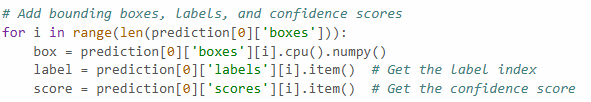 # Add bounding boxes, labels, and confidence scores
for i in range(len(prediction[0]['boxes'])):
    box = prediction[0]['boxes'][i].cpu().numpy()
    label = prediction[0]['labels'][i].item()  # Get the label index
    score = prediction[0]['scores'][i].item()  # Get the confidence score